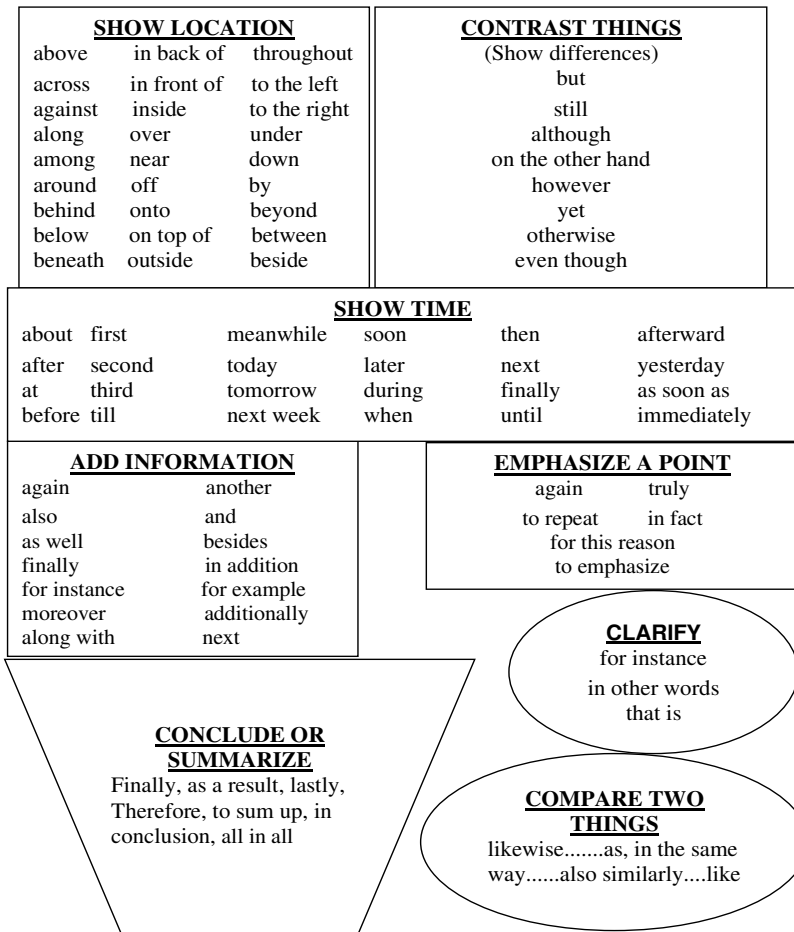 SHOW LOCATION
above in back of throughout
across in front of to the left
against inside to the right
along over under
among near down
around off by
behind onto beyond
below on top of between
beneath outside beside
CONTRAST THINGS
(Show differences)
but
still
although
on the other hand
however
yet
otherwise
even though
SHOW TIME
about first meanwhile soon then afterward
after second today later next yesterday
at third tomorrow during finally as soon as
before till next week when until immediately
ADD INFORMATION
again another
also and
as well besides
finally in addition
for instance for example
moreover additionally
along with next
EMPHASIZE A POINT
again truly
to repeat in fact
for this reason
to emphasize
CLARIFY
for instance
in other words
that is
CONCLUDE OR
SUMMARIZE
Finally, as a result, lastly,
Therefore, to sum up, in
conclusion, all in all
COMPARE TWO
THINGS
likewise.......as, in the same
way......also similarly....like